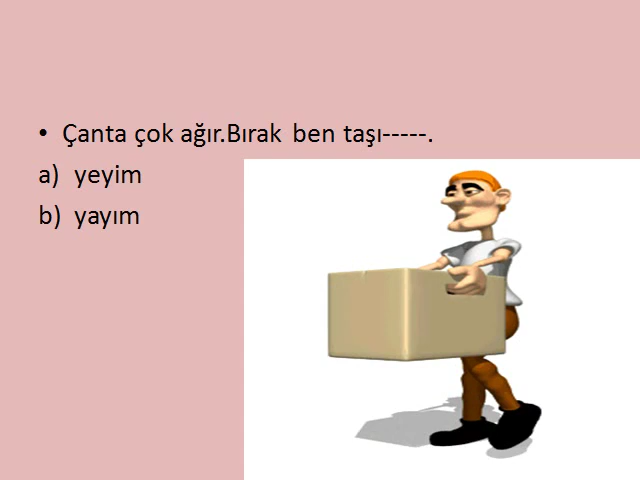 • Çanta çok ağır.Bırak ben taşı-----.
a) yeyim
b) yayım